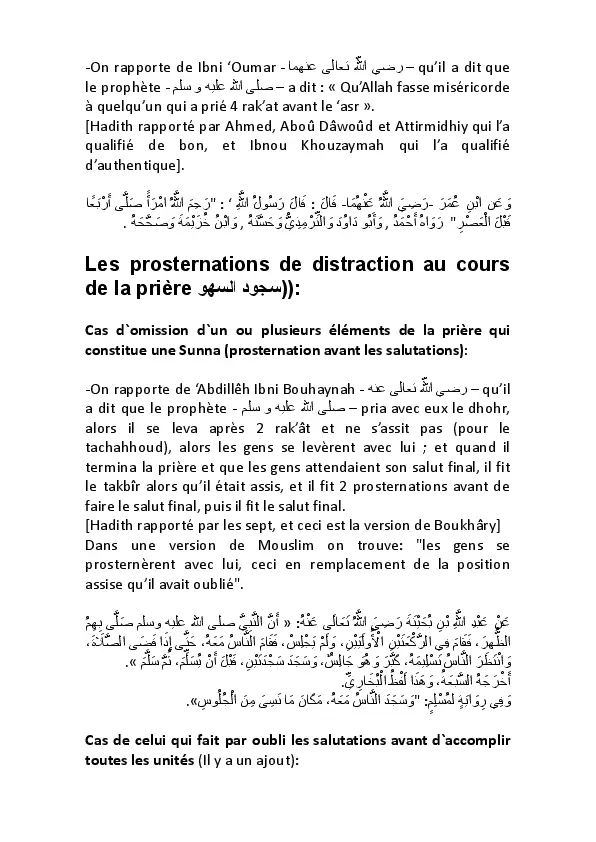 -On rapporte de Ibni ‘Oumar - رضي الله تعالى عنهما – qu’il a dit que
le prophète - صلى الله عليه و سلم – a dit : « Qu’Allah fasse miséricorde
à quelqu’un qui a prié 4 rak’at avant le ‘asr ».
[Hadith rapporté par Ahmed, Aboû Dâwoûd et Attirmidhiy qui l’a
qualifié de bon, et Ibnou Khouzaymah qui l’a qualifié
d’authentique].
وَعَنِ ابْنِ عُمَرَ -رَضِيَ اللَّهُ عَنْهُمَا- قَالَ : قَالَ رَسُولُ اللَّهِ ‘ : "رَحِمَ اللَّهُ امْرَأً صَلَّى أَرْبَعًا
قَبْلَ الْعَصْرِ" رَوَاهُ أَحْمَدُ , وَأَبُو دَاوُدَ وَالتِّرْمِذِيُّ وَحَسَّنَهُ , وَابْنُ خُزَيْمَةَ وَصَحَّحَهُ .
Les prosternations de distraction au cours
de la prière سجود السهو)):
Cas d`omission d`un ou plusieurs éléments de la prière qui
constitue une Sunna (prosternation avant les salutations):
-On rapporte de ‘Abdillêh Ibni Bouhaynah - رضي الله تعالى عنه – qu’il
a dit que le prophète - صلى الله عليه و سلم – pria avec eux le dhohr,
alors il se leva après 2 rak’ât et ne s’assit pas (pour le
tachahhoud), alors les gens se levèrent avec lui ; et quand il
termina la prière et que les gens attendaient son salut final, il fit
le takbîr alors qu’il était assis, et il fit 2 prosternations avant de
faire le salut final, puis il fit le salut final.
[Hadith rapporté par les sept, et ceci est la version de Boukhâry]
Dans une version de Mouslim on trouve: "les gens se
prosternèrent avec lui, ceci en remplacement de la position
assise qu’il avait oublié".
عَنْ عَبْدِ اللَّهِ بْنِ بُحَيْنَةَ رَضِيَ اللَّهُ تَعَالَى عَنْهُ: « أَنَّ النَّبِيَّ صلى الله عليه وسلم صَلَّى بِهِمُ
الظُّهرَ، فَقَامَ فِي الرَّكْعَتَيْنِ الْأُولَيَيْنِ، وَلَمْ يَجْلِسْ، فَقَامَ النَّاسُ مَعَهُ، حَتَّى إِذَا قَضَى الصَّلَاةَ،
وَانْتَظَرَ النَّاسُ تَسْلِيمَهُ، كَبَّرَ وَهُوَ جَالِسٌ، وَسَجَدَ سَجْدَتَيْنِ، قَبْلَ أَنْ يُسَلِّمَ، ثُمَّ سَلَّمَ ».
أَخْرَجَهُ السَّبْعَةُ، وَهَذَا لَفْظُ الْبُخَارِيِّ.
وَفِي رِوَايَةٍ لمُسْلِمٍ: "وَسَجَدَ النَّاسُ مَعَهُ، مَكَانَ مَا نَسِيَ مِنَ الْجُلُوسِ».
Cas de celui qui fait par oubli les salutations avant d`accomplir
toutes les unités (Il y a un ajout):